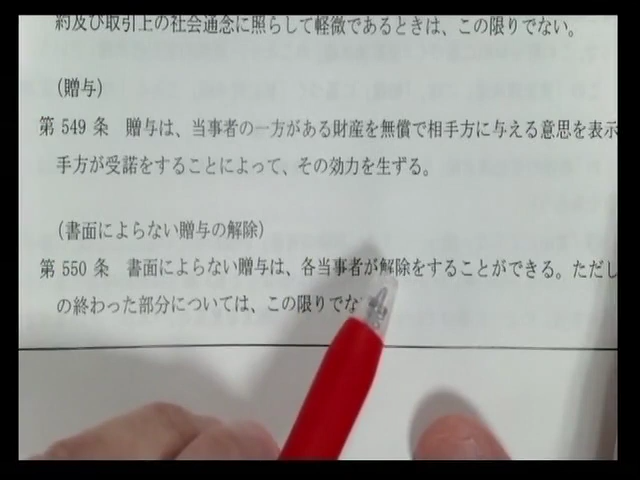 約及び取引上の社会通念に照らして軽微であるときは、この限りでない。
(贈与)
第 549 条 贈与は、当事者の一方がある財産を無償で相手方に与える意思を表示
手方が受諾をすることによって、その効力を生ずる。
(書面によらない贈与の解除)
第 550 条 書面によらない贈与は、各当事者が解除をすることができる。ただし
の終わった部分については、この限りでな